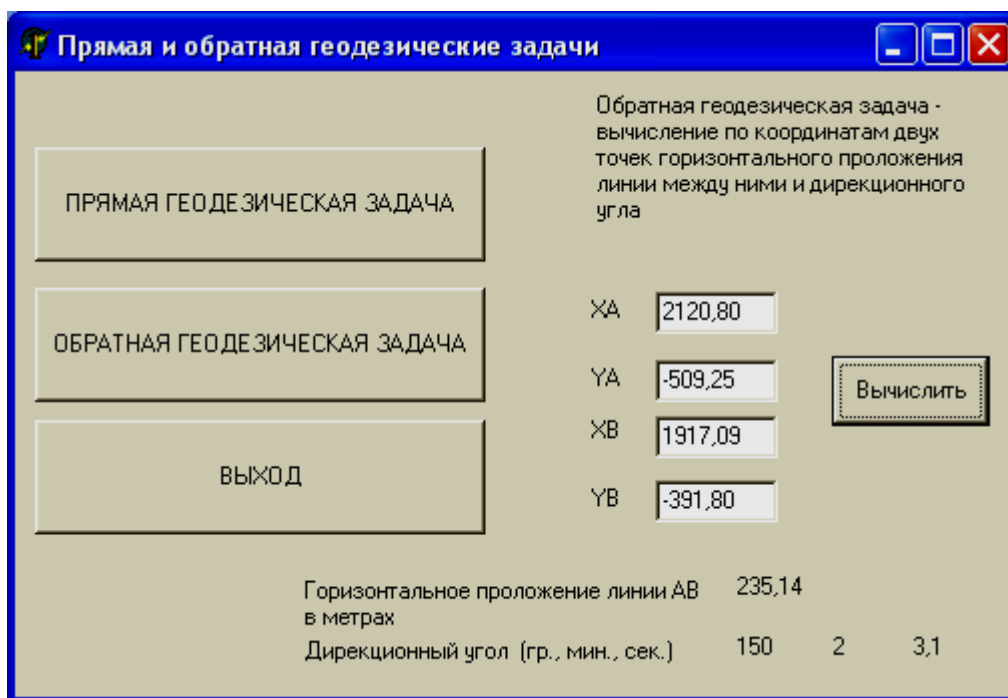 Прямая и обратная геодезические задачи
Обратная геодезическая задача -
вычисление по координатам двух
точек горизонтального проложения
линии между ними и дирекционного
угла
ПРЯМАЯ ГЕОДЕЗИЧЕСКАЯ ЗАДАЧА
ОБРАТНАЯ ГЕОДЕЗИЧЕСКАЯ ЗАДАЧА
ВЫХОД
XA 2120,80
YA -509,25
Вычислить
XB 1917,09
YB -391,80
Горизонтальное проложение линии AB 235,14
в метрах
Дирекционный угол (гр., мин., сек.) 150 2 3,1